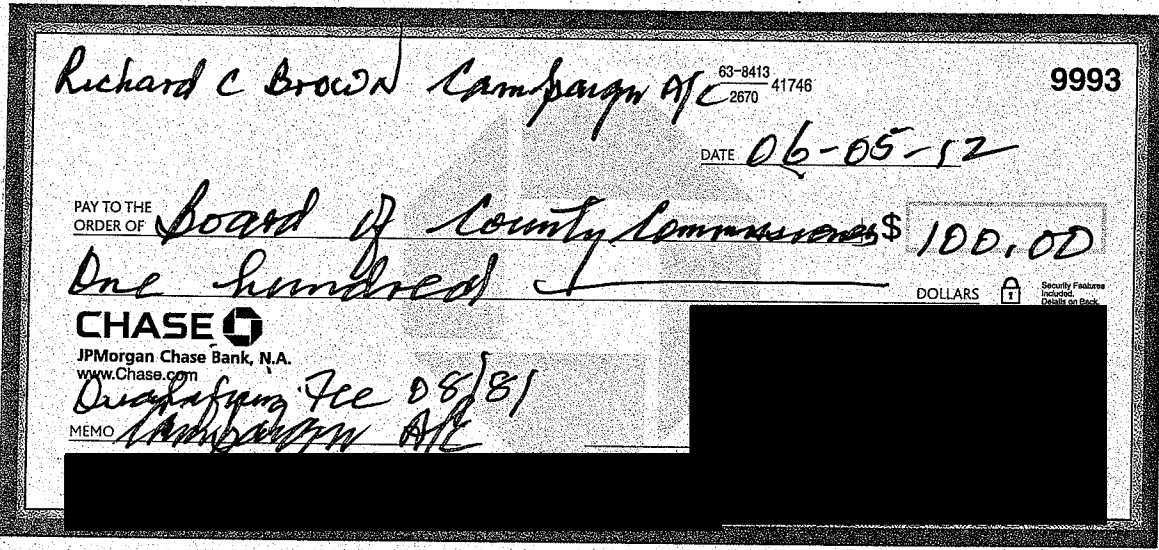 Richard C Brown Campaign A/C 63-8413 41746 9993
2670
DATE 06-05-12
PAY TO THE
ORDER OF Board of County Commissioners $ 100.00
One hundred DOLLARS
Security Features
Included.
Details on Back.
CHASE
JPMorgan Chase Bank, N.A.
www.Chase.com
Qualifying Fee 08/81
MEMO Campaign A/C